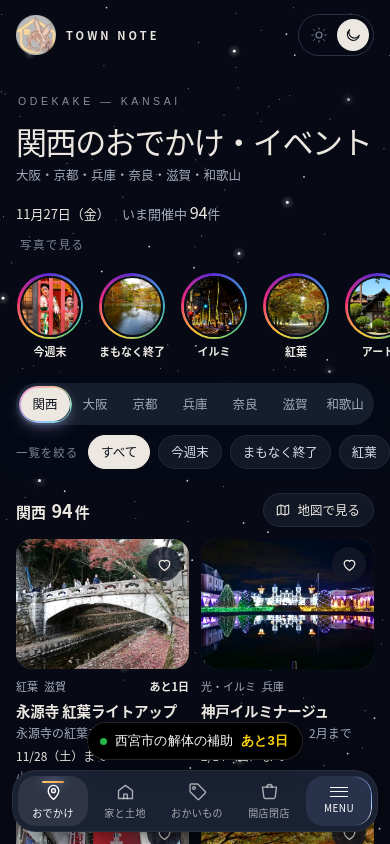 TOWN NOTE
ODEKAKE — KANSAI
関西のおでかけ・イベント
大阪・京都・兵庫・奈良・滋賀・和歌山
11月27日（金） いま開催中 94件
写真で見る
今週末 まもなく終了 イルミ 紅葉 アート
関西 大阪 京都 兵庫 奈良 滋賀 和歌山
一覧を絞る すべて 今週末 まもなく終了 紅葉
関西 94件
地図で見る
紅葉 滋賀 あと1日
永源寺 紅葉ライトアップ
永源寺の紅
11/28（土）まで
光・イルミ 兵庫
神戸イルミナージュ
2月まで
西宮市の解体の補助 あと3日
おでかけ 家と土地 おかいもの 開店閉店 MENU